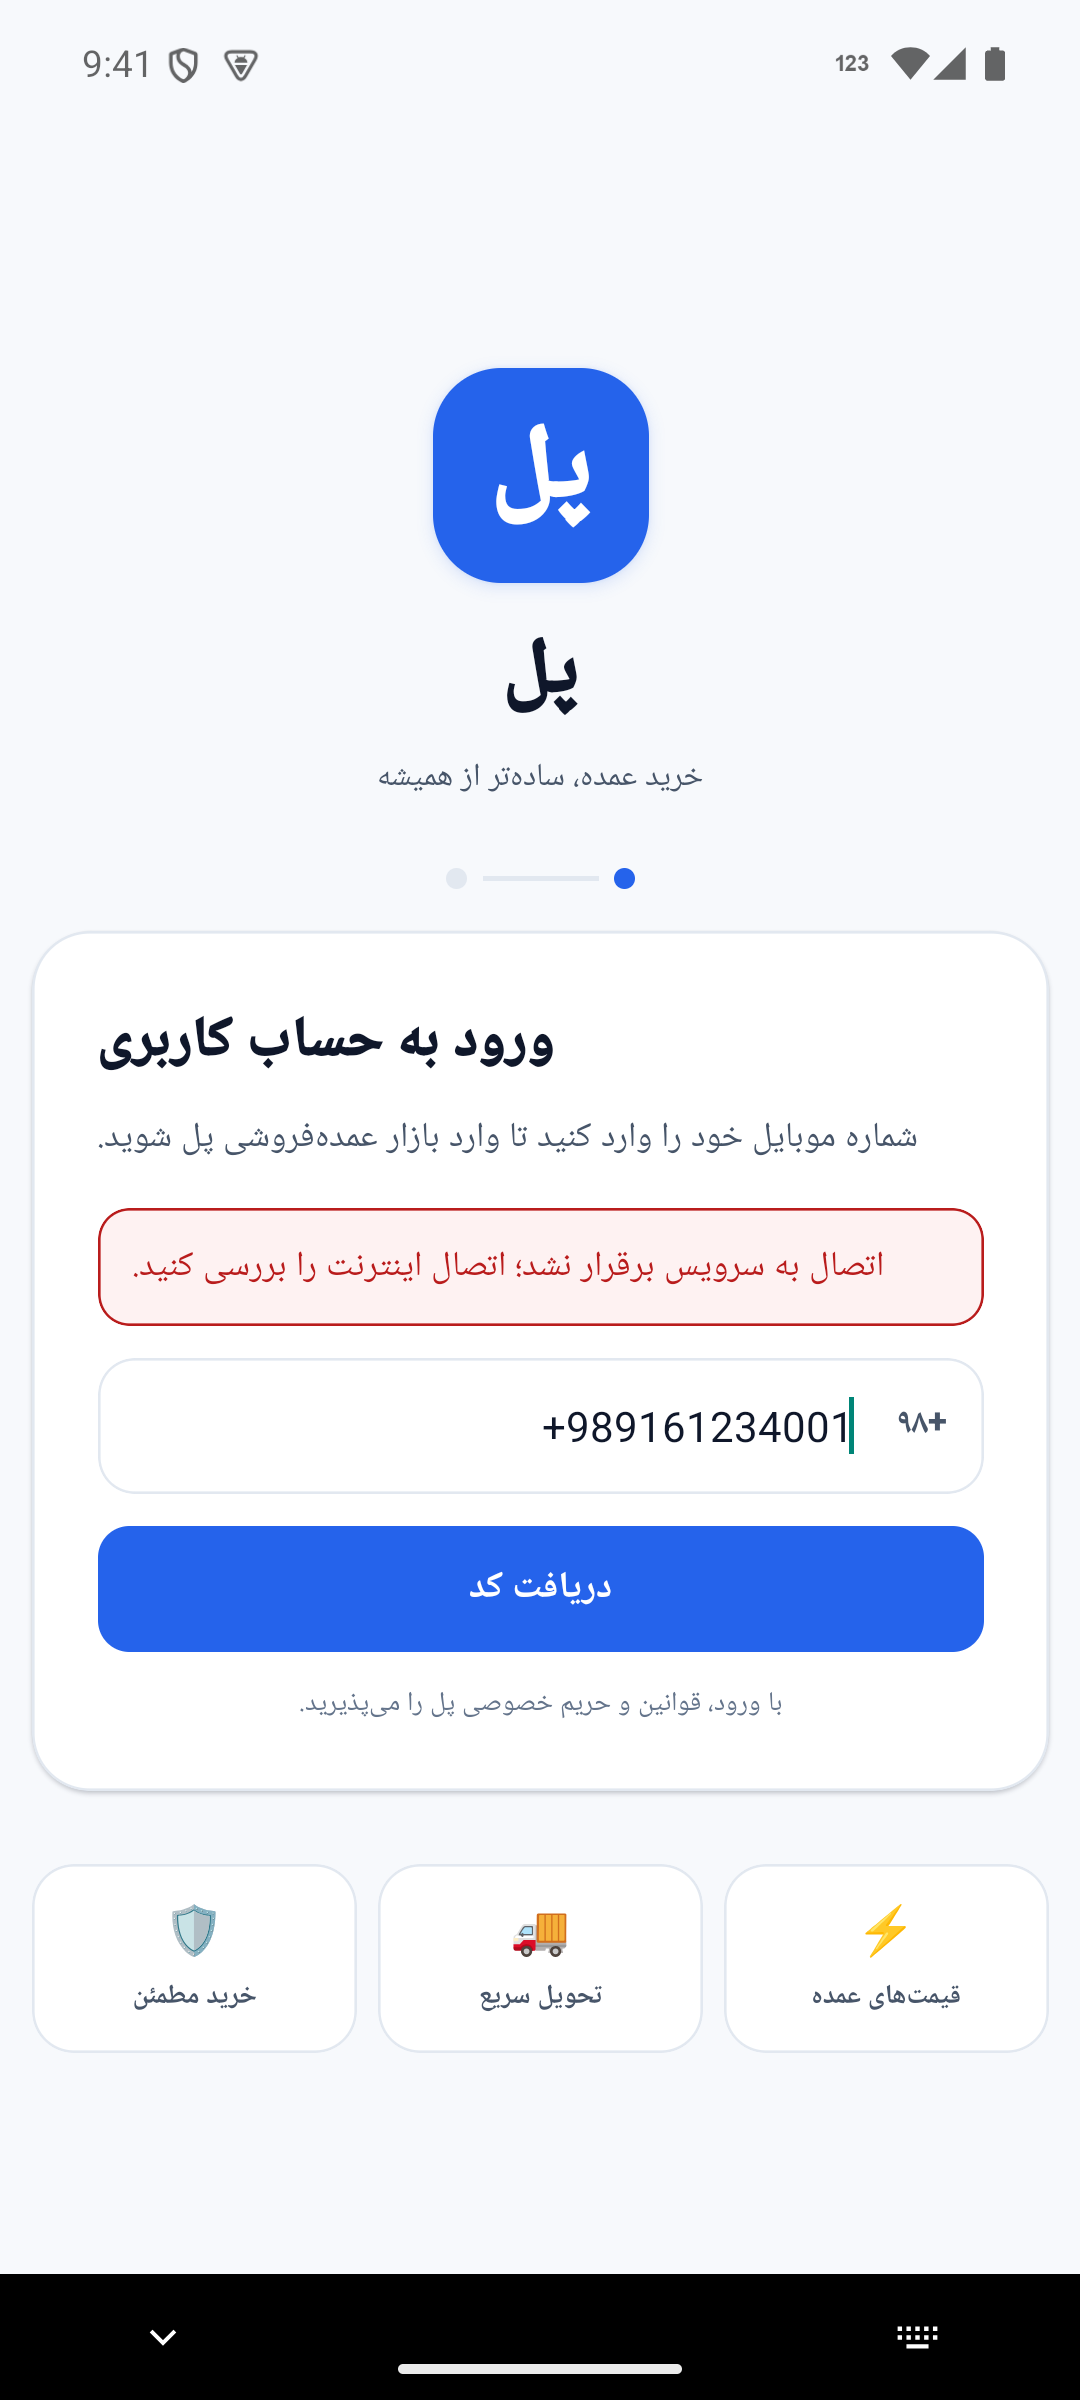 9:41
123
پل
پل
خرید عمده، ساده‌تر از همیشه
ورود به حساب کاربری
شماره موبایل خود را وارد کنید تا وارد بازار عمده‌فروشی پل شوید.
اتصال به سرویس برقرار نشد؛ اتصال اینترنت را بررسی کنید.
+۹۸
+989161234001
دریافت کد
با ورود، قوانین و حریم خصوصی پل را می‌پذیرید.
قیمت‌های عمده
تحویل سریع
خرید مطمئن